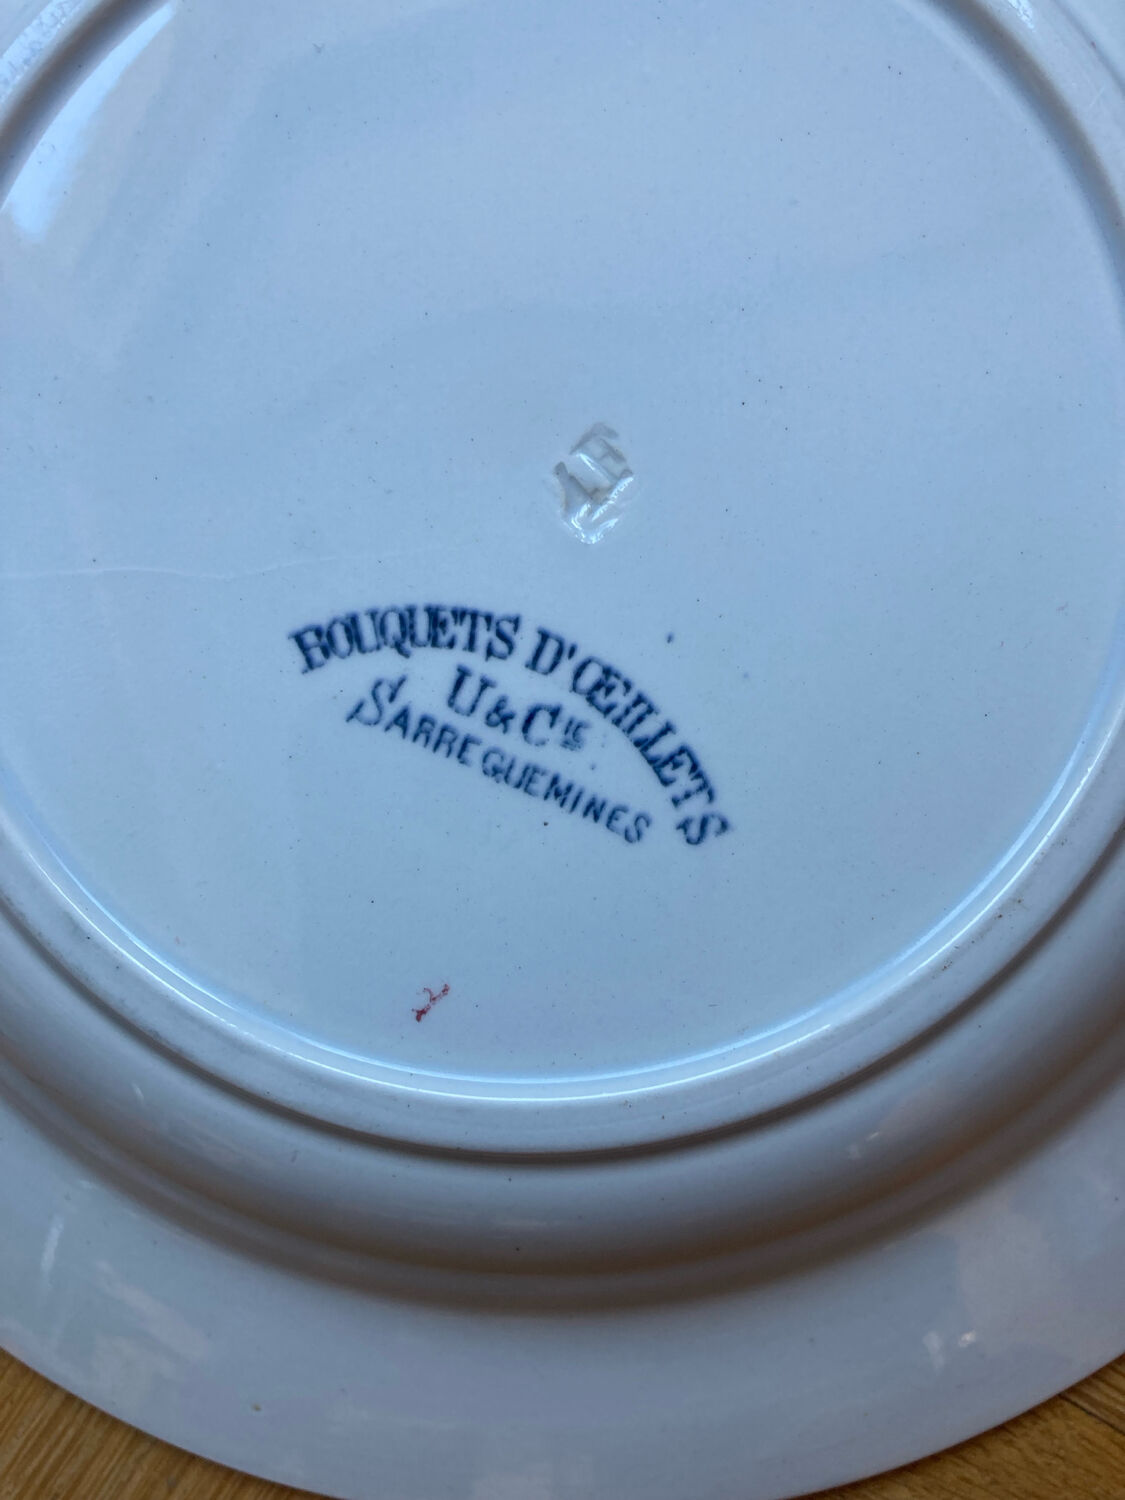 BOUQUETS D'ŒILLETS
U & Cie
SARREGUEMINES